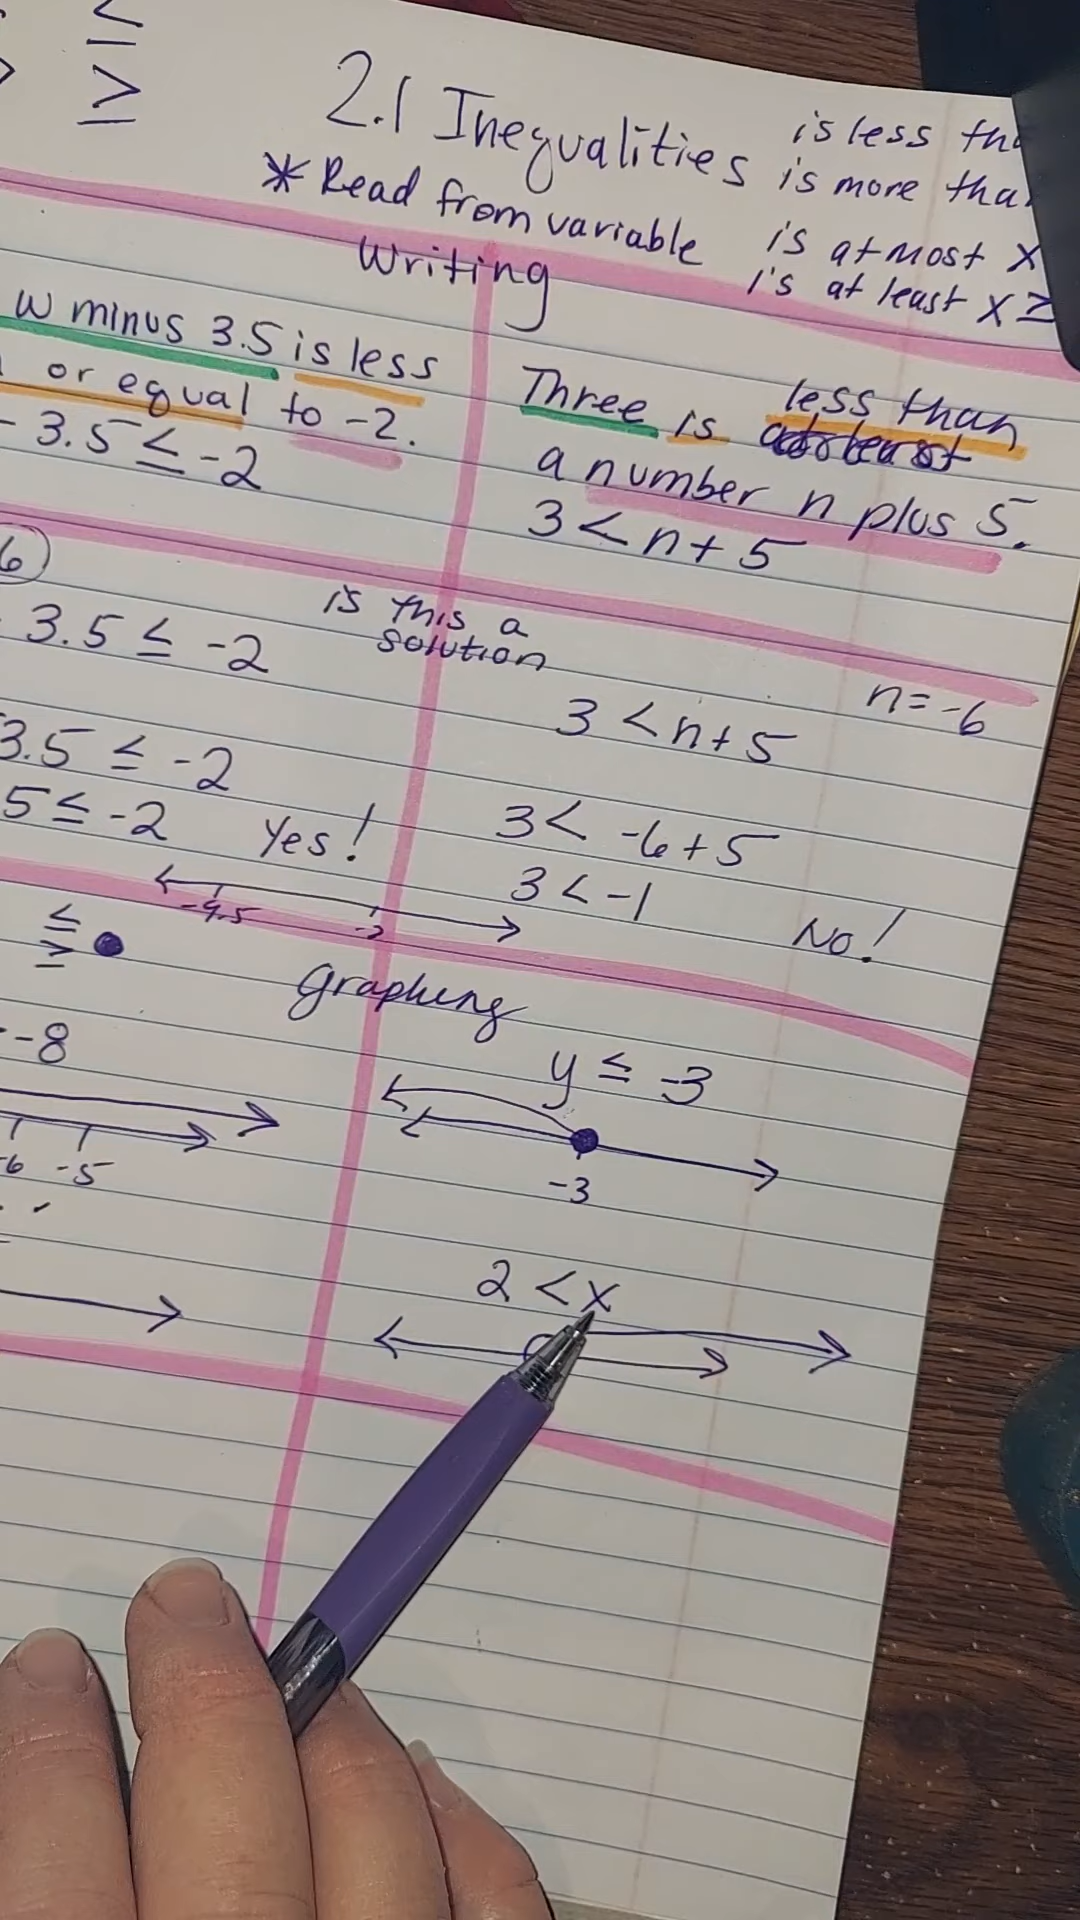 < ≤
> ≥
2.1 Inequalities
* Read from variable
is less
is more
is at most x
is at least x ≥
Writing
w minus 3.5 is less
or equal to -2.
- 3.5 ≤ -2
Three is less than
a number n plus 5.
3 < n + 5
6
3.5 ≤ -2
is this a
solution
n = -6
3 < n + 5
3.5 ≤ -2
5 ≤ -2 Yes!
3 < -6 + 5
3 < -1
No!
-9.5 -2
≤
≥
Graphing
-8
y ≤ -3
-6 -5
-3
2 < x